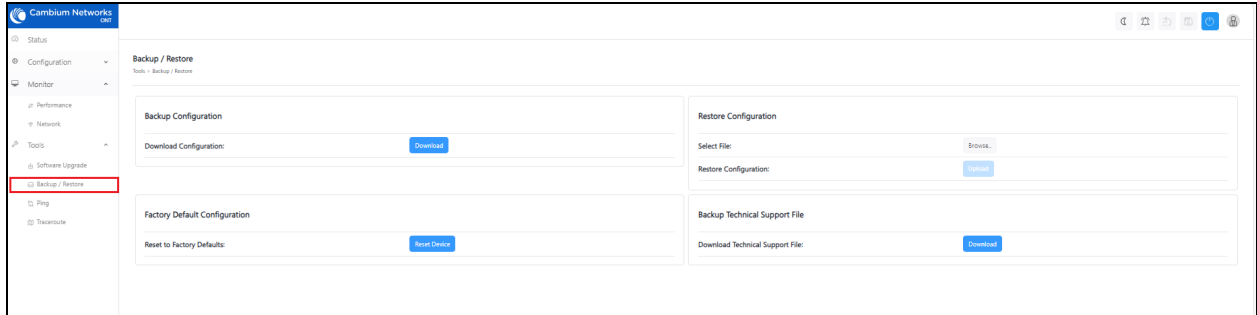 Cambium Networks
ONT
Status
Configuration
Monitor
Performance
Network
Tools
Software Upgrade
Backup / Restore
Ping
Traceroute
Backup / Restore
Tools > Backup / Restore
Backup Configuration
Download Configuration: Download
Restore Configuration
Select File: Browse..
Restore Configuration: Upload
Factory Default Configuration
Reset to Factory Defaults: Reset Device
Backup Technical Support File
Download Technical Support File: Download